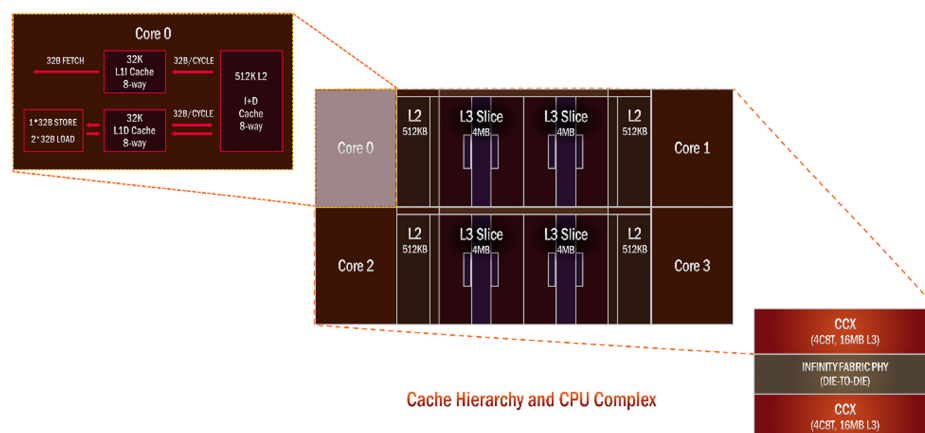 Core 0
32B FETCH
32K
L1I Cache
8-way
32B/CYCLE
512K L2
I+D
Cache
8-way
1*32B STORE
2*32B LOAD
32K
L1D Cache
8-way
32B/CYCLE
Core 0
L2
512KB
L3 Slice
4MB
L3 Slice
4MB
L2
512KB
Core 1
Core 2
L2
512KB
L3 Slice
4MB
L3 Slice
4MB
L2
512KB
Core 3
CCX
(4C8T, 16MB L3)
INFINITY FABRIC PHY
(DIE-TO-DIE)
CCX
(4C8T, 16MB L3)
Cache Hierarchy and CPU Complex